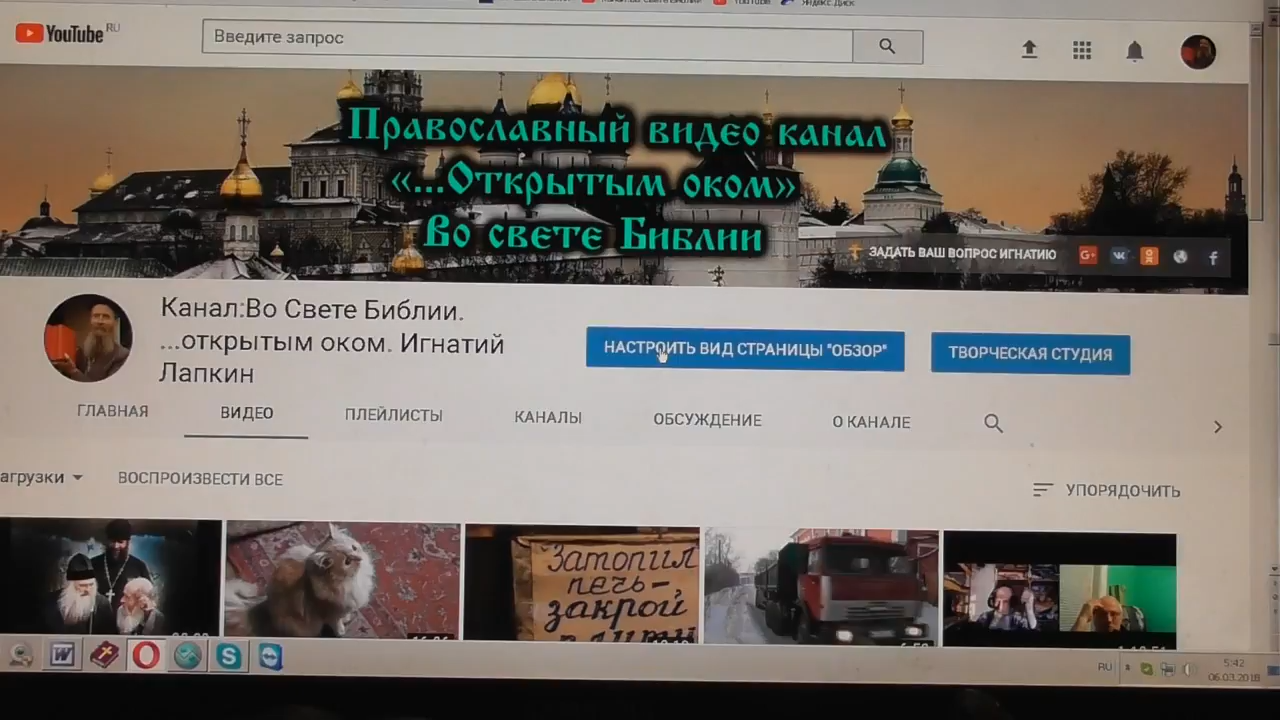 YouTube RU
Введите запрос
Православный видео канал
«...Открытым оком»
Во свете Библии
ЗАДАТЬ ВАШ ВОПРОС ИГНАТИЮ
Канал:Во Свете Библии.
...открытым оком. Игнатий
Лапкин
НАСТРОИТЬ ВИД СТРАНИЦЫ "ОБЗОР"
ТВОРЧЕСКАЯ СТУДИЯ
ГЛАВНАЯ ВИДЕО ПЛЕЙЛИСТЫ КАНАЛЫ ОБСУЖДЕНИЕ О КАНАЛЕ
агрузки ВОСПРОИЗВЕСТИ ВСЕ
УПОРЯДОЧИТЬ
Затопил
печь-
закрой
RU
5:42
06.03.2018